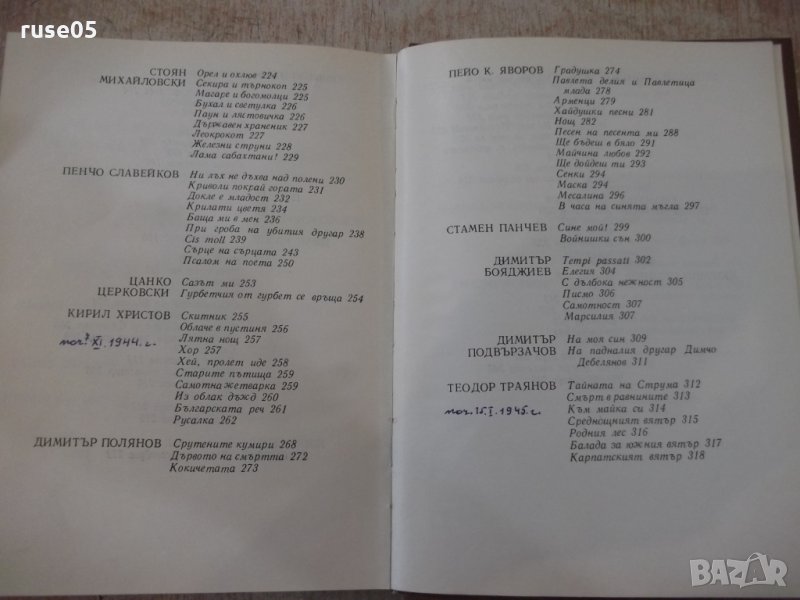 ruse05
СТОЯН МИХАЙЛОВСКИ
Орел и охлюв 224
Секира и търнокоп 225
Магаре и богомолци 225
Бухал и светулка 226
Паун и лястовичка 226
Държавен храненик 227
Леокрокот 227
Железни струни 228
Лама сабахтани! 229
ПЕНЧО СЛАВЕЙКОВ
Ни лъх не дъхва над полени 230
Криволи покрай гората 231
Докле е младост 232
Крилати цветя 234
Баща ми в мен 236
При гроба на убития другар 238
Cis moll 239
Сърце на сърцата 243
Псалом на поета 250
ЦАНКО ЦЕРКОВСКИ
Сазът ми 253
Гурбетчия от гурбет се връща 254
КИРИЛ ХРИСТОВ
поч. XI. 1944. г.
Скитник 255
Облаче в пустиня 256
Лятна нощ 257
Хор 257
Хей, пролет иде 258
Старите пътища 259
Самотна жетварка 259
Из облак дъжд 260
Българската реч 261
Русалка 262
ДИМИТЪР ПОЛЯНОВ
Срутените кумири 268
Дървото на смъртта 272
Кокичетата 273
ПЕЙО К. ЯВОРОВ
Градушка 274
Павлета делия и Павлетица
млада 278
Арменци 279
Хайдушки песни 281
Нощ 282
Песен на песента ми 288
Ще бъдеш в бяло 291
Майчина любов 292
Ще дойдеш ти 293
Сенки 294
Маска 294
Месалина 296
В часа на синята мъгла 297
СТАМЕН ПАНЧЕВ
Сине мой! 299
Войнишки сън 300
ДИМИТЪР БОЯДЖИЕВ
Tempi passati 302
Елегия 304
С дълбока нежност 305
Писмо 306
Самотност 307
Марсилия 307
ДИМИТЪР ПОДВЪРЗАЧОВ
На моя син 309
На падналия другар Димчо
Дебелянов 311
ТЕОДОР ТРАЯНОВ
поч. 15. I. 1945. г.
Тайната на Струма 312
Смърт в равнините 313
Към майка си 314
Среднощният вятър 315
Родния лес 316
Балада за южния вятър 317
Карпатският вятър 318
BAZAR